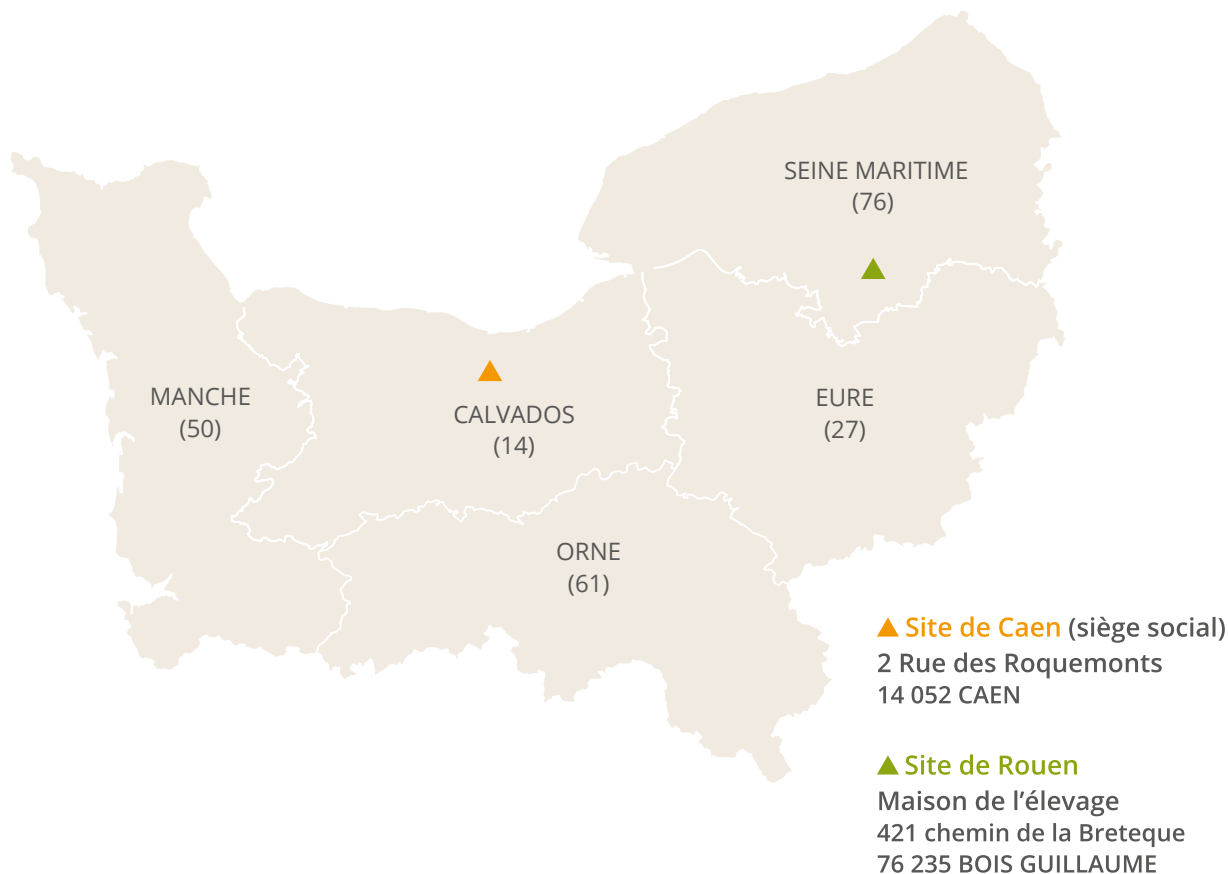 SEINE MARITIME
(76)
MANCHE
(50)
CALVADOS
(14)
EURE
(27)
ORNE
(61)
Site de Caen (siège social)
2 Rue des Roquemonts
14 052 CAEN
Site de Rouen
Maison de l’élevage
421 chemin de la Breteque
76 235 BOIS GUILLAUME